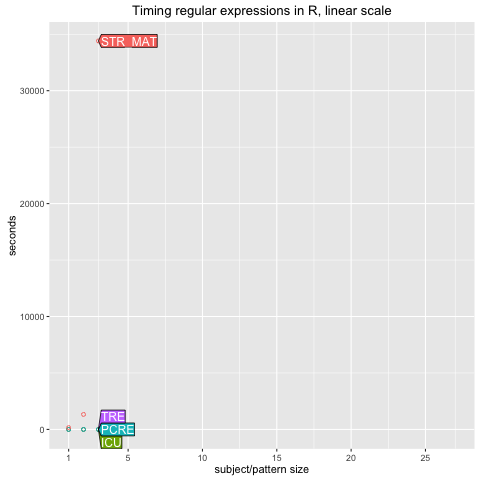 Timing regular expressions in R, linear scale
STR_MAT
30000
20000
seconds
10000
TRE
0
PCRE
ICU
1 5 10 15 20 25
subject/pattern size